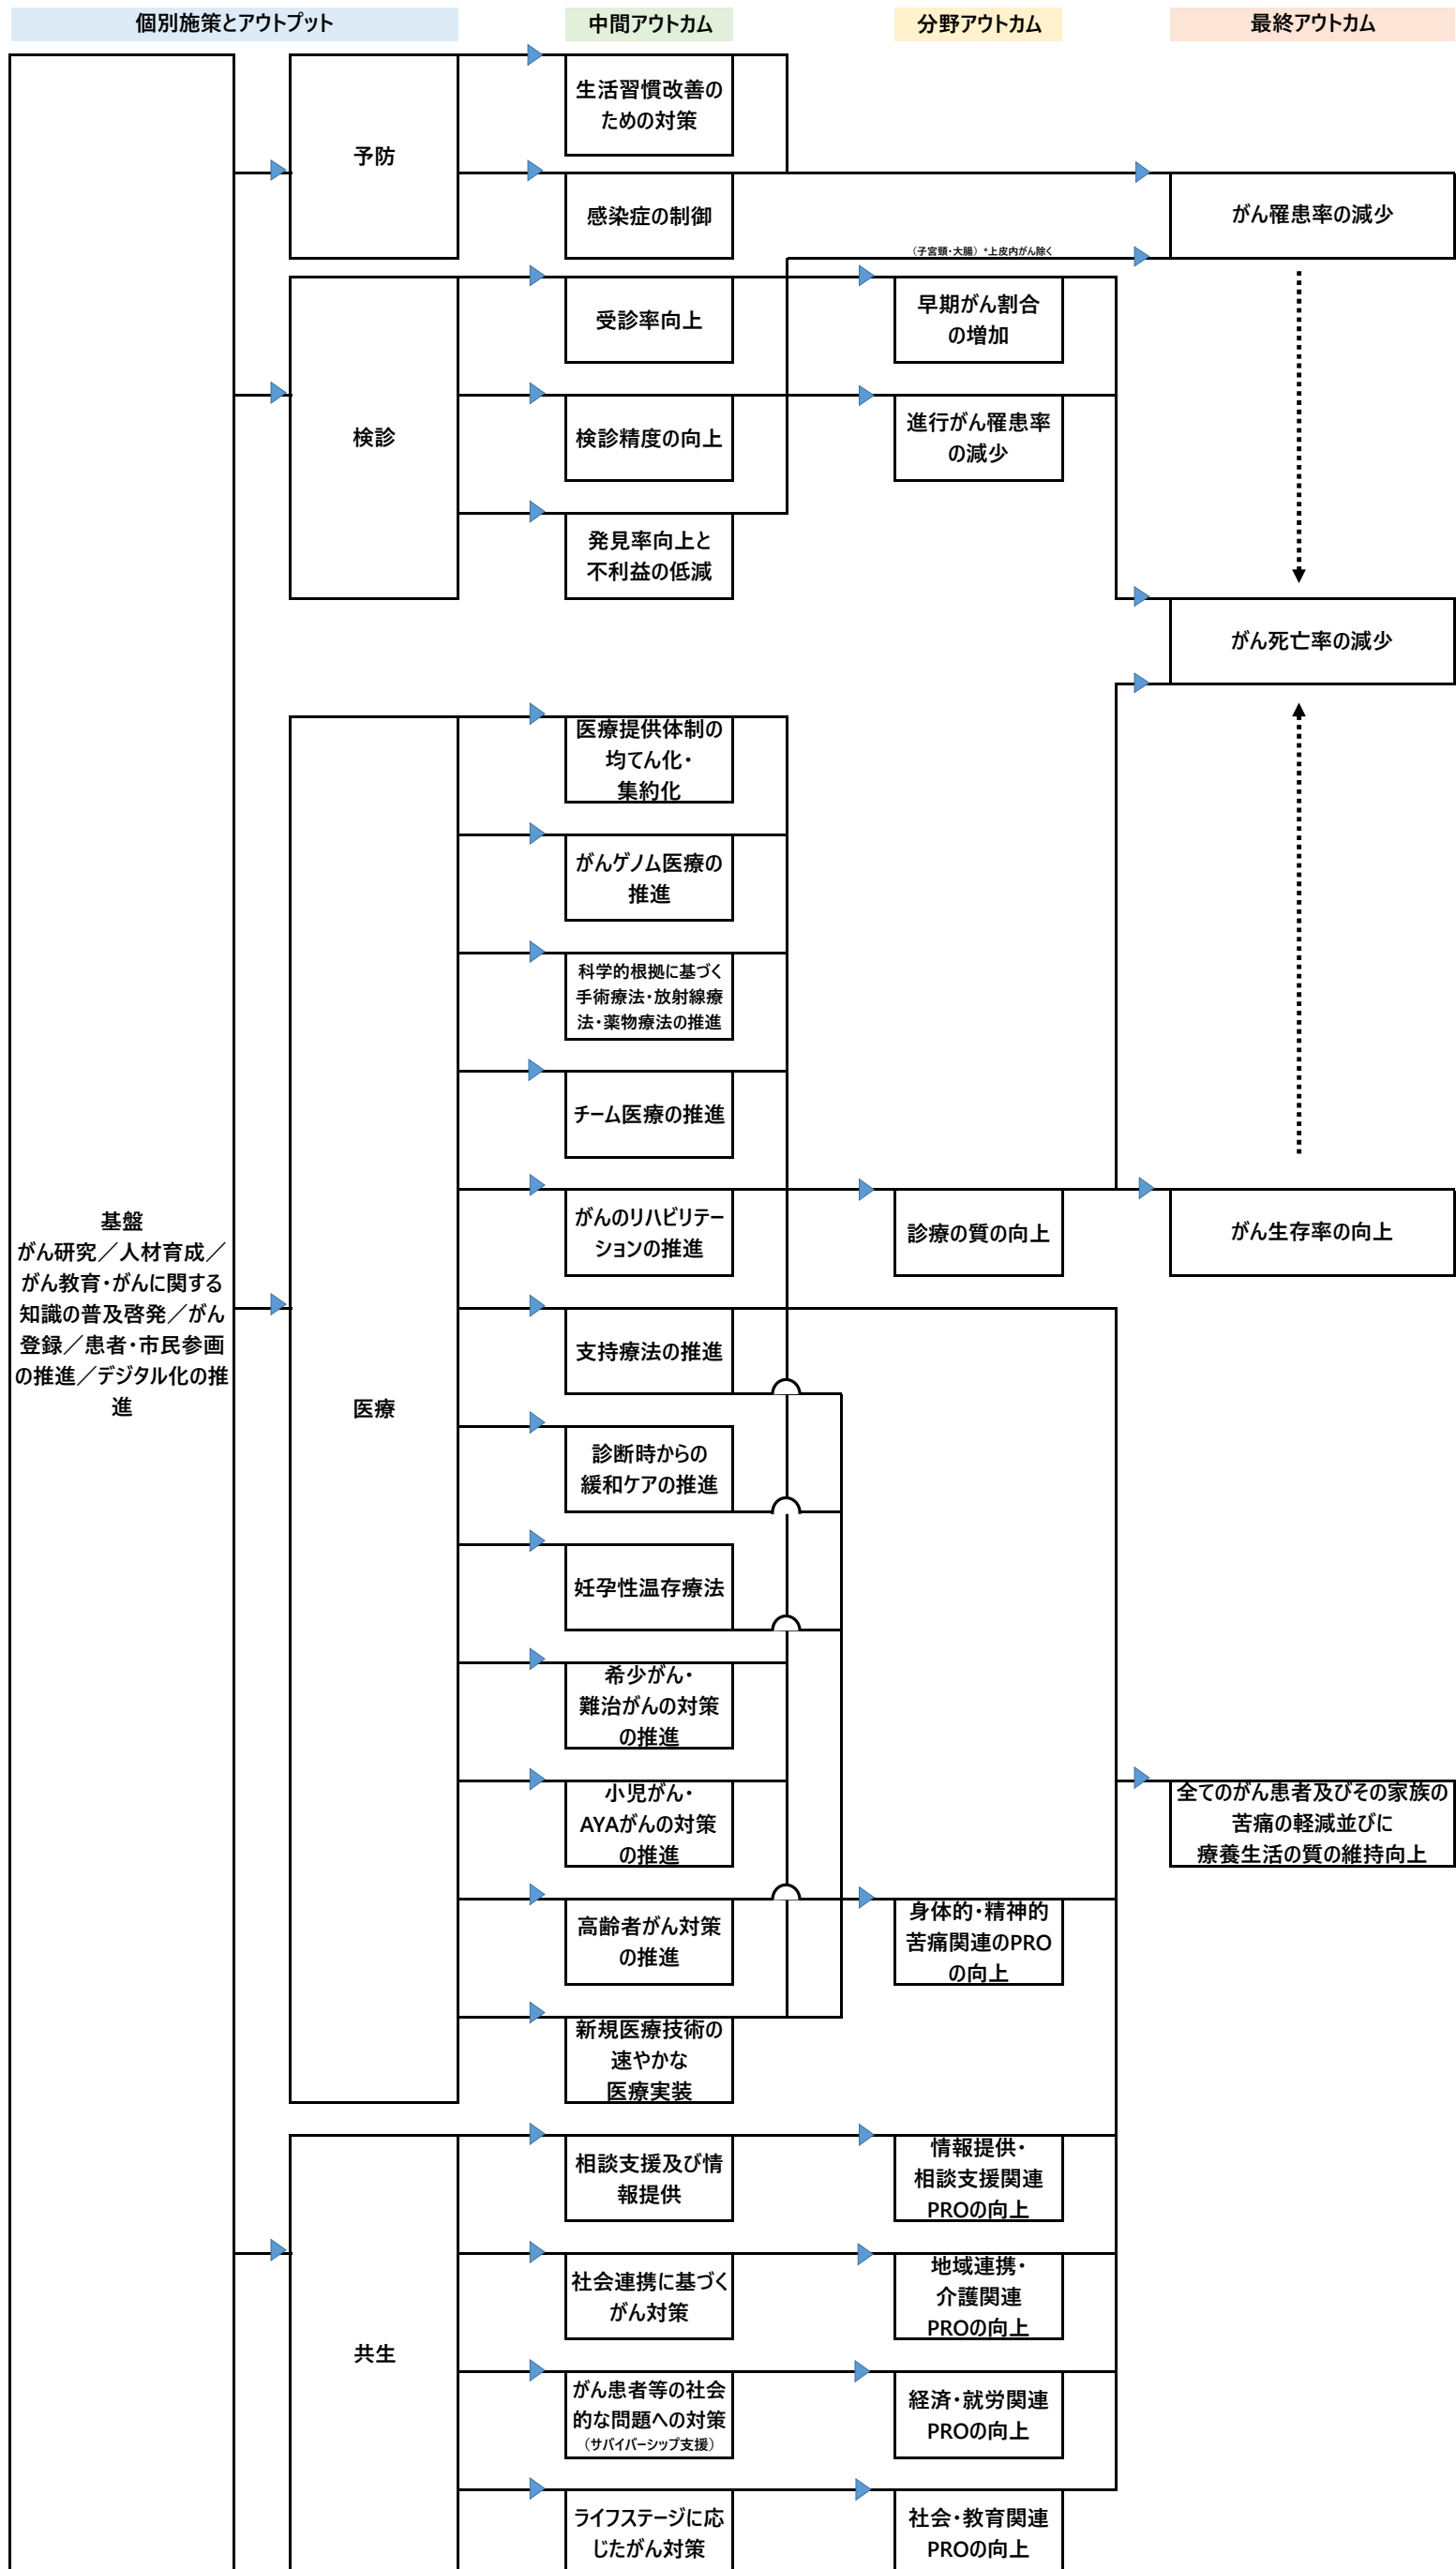 個別施策とアウトプット
中間アウトカム
分野アウトカム
最終アウトカム
基盤
がん研究／人材育成／
がん教育・がんに関する
知識の普及啓発／がん
登録／患者・市民参画
の推進／デジタル化の推
進
予防
生活習慣改善の
ための対策
感染症の制御
がん罹患率の減少
（子宮頸・大腸）*上皮内がん除く
検診
受診率向上
早期がん割合
の増加
検診精度の向上
進行がん罹患率
の減少
発見率向上と
不利益の低減
がん死亡率の減少
医療
医療提供体制の
均てん化・
集約化
がんゲノム医療の
推進
科学的根拠に基づく
手術療法・放射線療
法・薬物療法の推進
チーム医療の推進
がんのリハビリテー
ションの推進
診療の質の向上
がん生存率の向上
支持療法の推進
診断時からの
緩和ケアの推進
妊孕性温存療法
希少がん・
難治がんの対策
の推進
小児がん・
AYAがんの対策
の推進
全てのがん患者及びその家族の
苦痛の軽減並びに
療養生活の質の維持向上
高齢者がん対策
の推進
身体的・精神的
苦痛関連のPRO
の向上
新規医療技術の
速やかな
医療実装
共生
相談支援及び情
報提供
情報提供・
相談支援関連
PROの向上
社会連携に基づく
がん対策
地域連携・
介護関連
PROの向上
がん患者等の社会
的な問題への対策
（サバイバーシップ支援）
経済・就労関連
PROの向上
ライフステージに応
じたがん対策
社会・教育関連
PROの向上